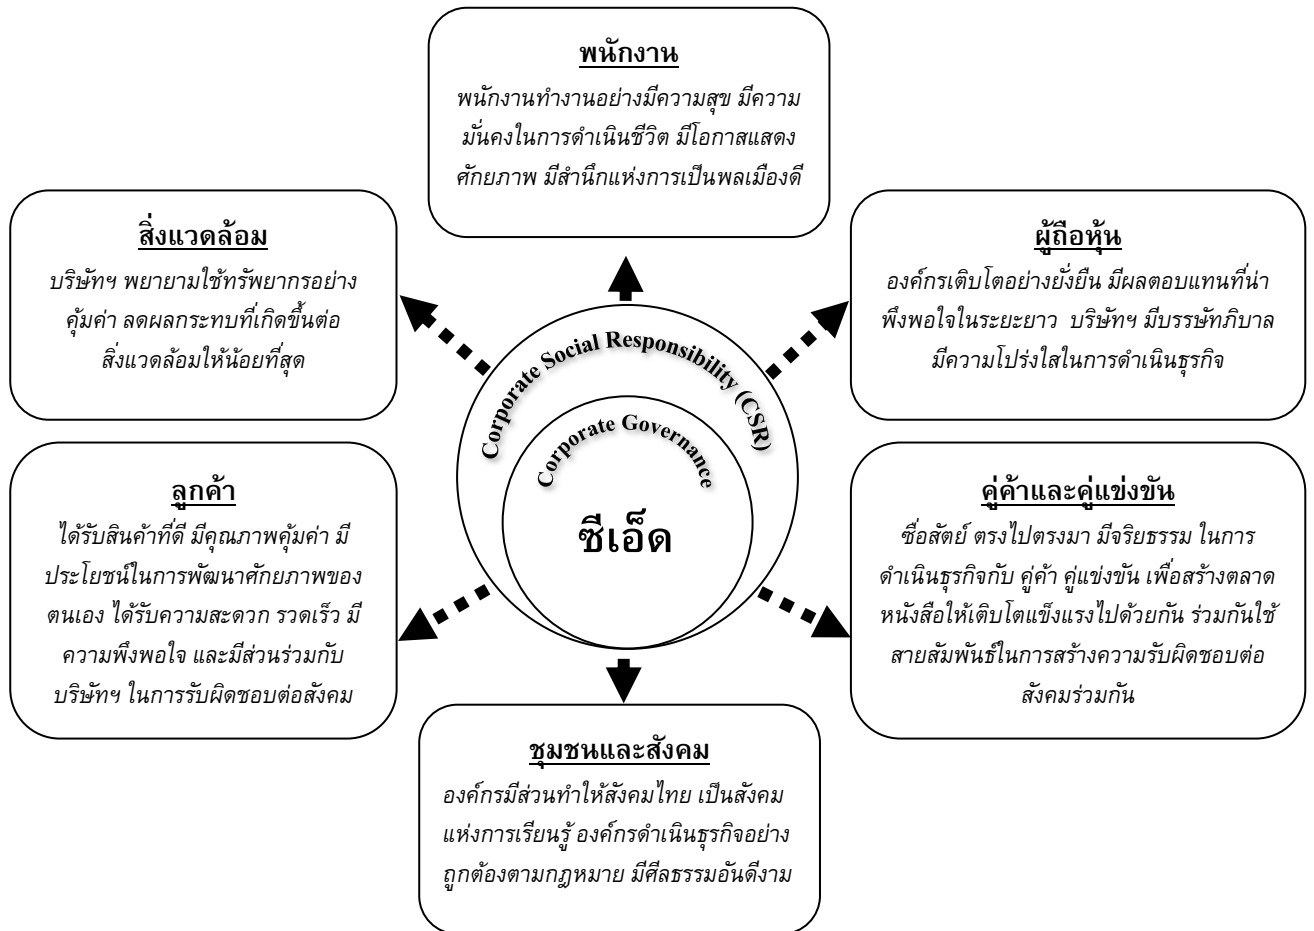 พนักงาน
พนักงานทำงานอย่างมีความสุข มีความ
มั่นคงในการดำเนินชีวิต มีโอกาสแสดง
ศักยภาพ มีสำนึกแห่งการเป็นพลเมืองดี
สิ่งแวดล้อม
บริษัทฯ พยายามใช้ทรัพยากรอย่าง
คุ้มค่า ลดผลกระทบที่เกิดขึ้นต่อ
สิ่งแวดล้อมให้น้อยที่สุด
ผู้ถือหุ้น
องค์กรเติบโตอย่างยั่งยืน มีผลตอบแทนที่น่า
พึงพอใจในระยะยาว บริษัทฯ มีบรรษัทภิบาล
มีความโปร่งใสในการดำเนินธุรกิจ
Corporate Social Responsibility (CSR)
Corporate Governance
ซีเอ็ด
ลูกค้า
ได้รับสินค้าที่ดี มีคุณภาพคุ้มค่า มี
ประโยชน์ในการพัฒนาศักยภาพของ
ตนเอง ได้รับความสะดวก รวดเร็ว มี
ความพึงพอใจ และมีส่วนร่วมกับ
บริษัทฯ ในการรับผิดชอบต่อสังคม
คู่ค้าและคู่แข่งขัน
ซื่อสัตย์ ตรงไปตรงมา มีจริยธรรม ในการ
ดำเนินธุรกิจกับ คู่ค้า คู่แข่งขัน เพื่อสร้างตลาด
หนังสือให้เติบโตแข็งแรงไปด้วยกัน ร่วมกันใช้
สายสัมพันธ์ในการสร้างความรับผิดชอบต่อ
สังคมร่วมกัน
ชุมชนและสังคม
องค์กรมีส่วนทำให้สังคมไทย เป็นสังคม
แห่งการเรียนรู้ องค์กรดำเนินธุรกิจอย่าง
ถูกต้องตามกฎหมาย มีศีลธรรมอันดีงาม